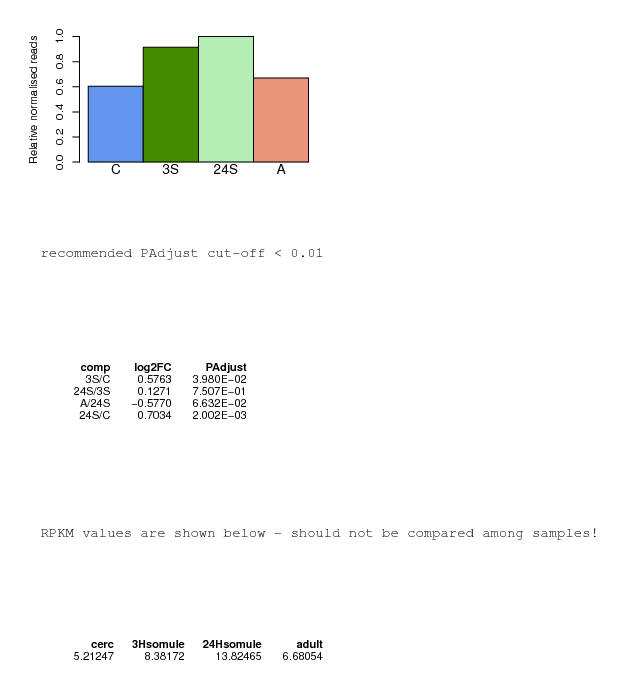 Relative normalised reads
1.0
0.8
0.6
0.4
0.2
0.0
C 3S 24S A
recommended PAdjust cut-off < 0.01
comp log2FC PAdjust
3S/C 0.5763 3.980E−02
24S/3S 0.1271 7.507E−01
A/24S −0.5770 6.632E−02
24S/C 0.7034 2.002E−03
RPKM values are shown below - should not be compared among samples!
cerc 3Hsomule 24Hsomule adult
5.21247 8.38172 13.82465 6.68054